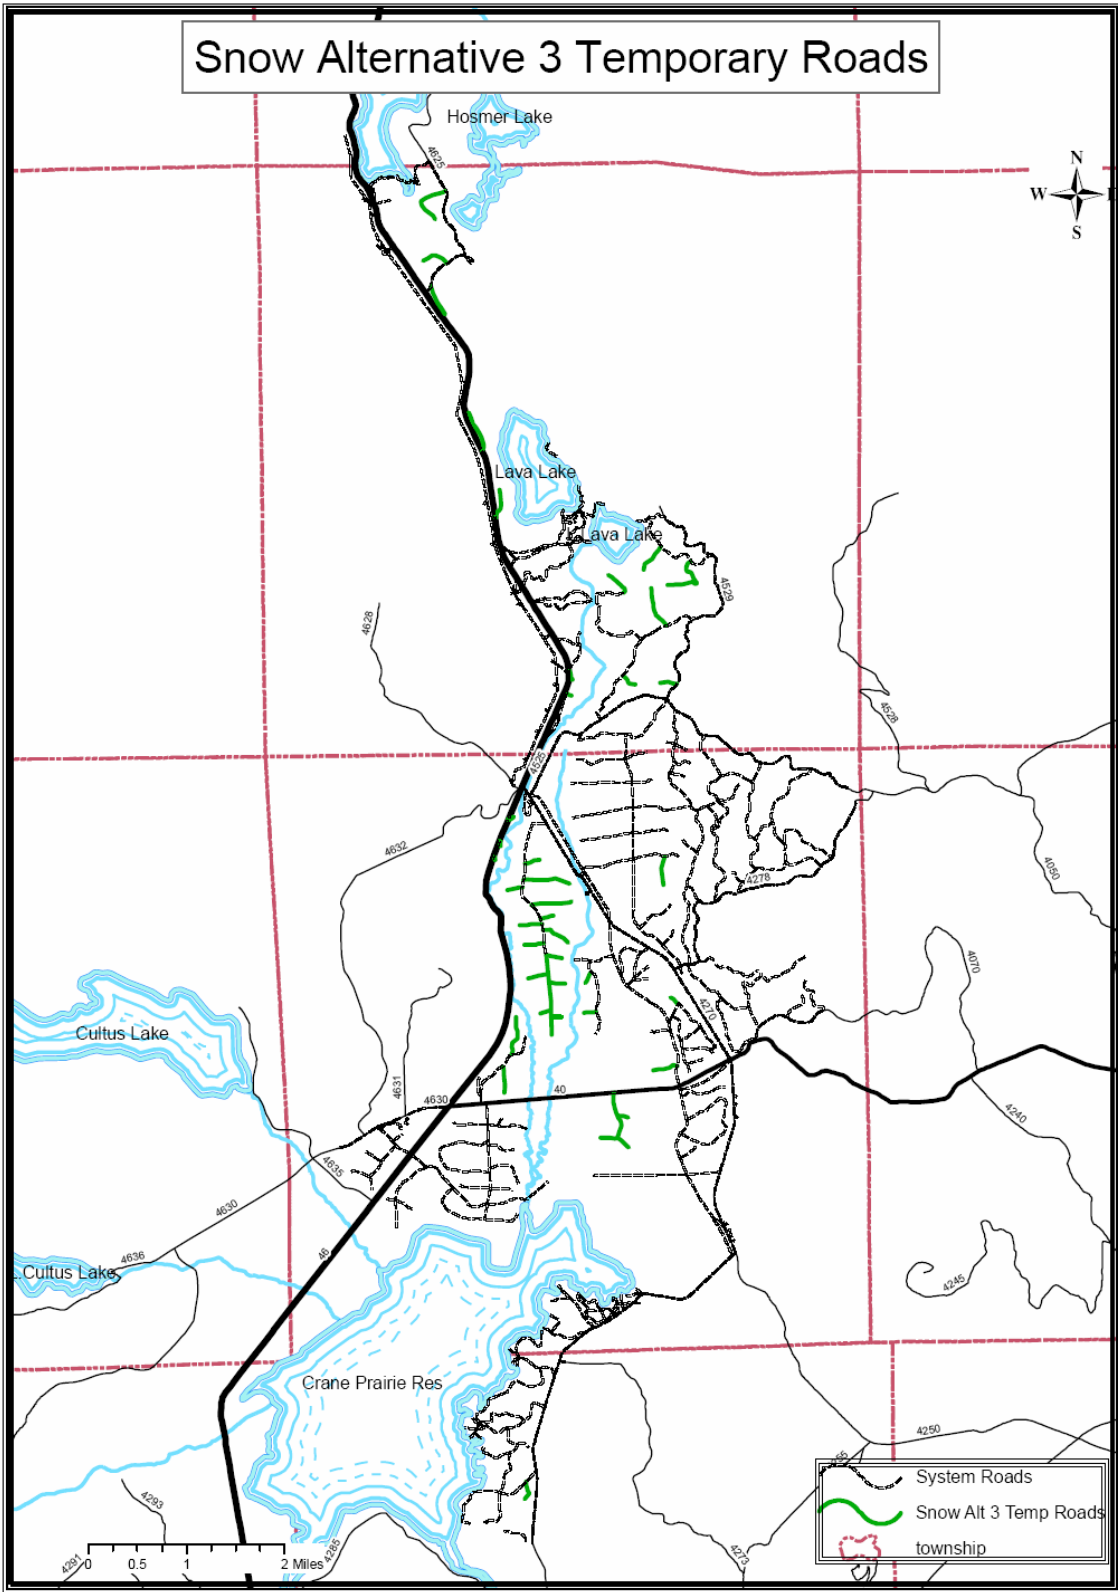 Snow Alternative 3 Temporary Roads
Hosmer Lake
4625
N
W
S
Lava Lake
Lava Lake
4529
4628
4528
4525
4632
4278
4050
4070
4270
Cultus Lake
4631
4630
40
4240
4635
4630
46
4636
L.Cultus Lake
4245
Crane Prairie Res
4250
System Roads
4293
Snow Alt 3 Temp Roads
township
4291
0 0.5 1 2 Miles
4285
4273